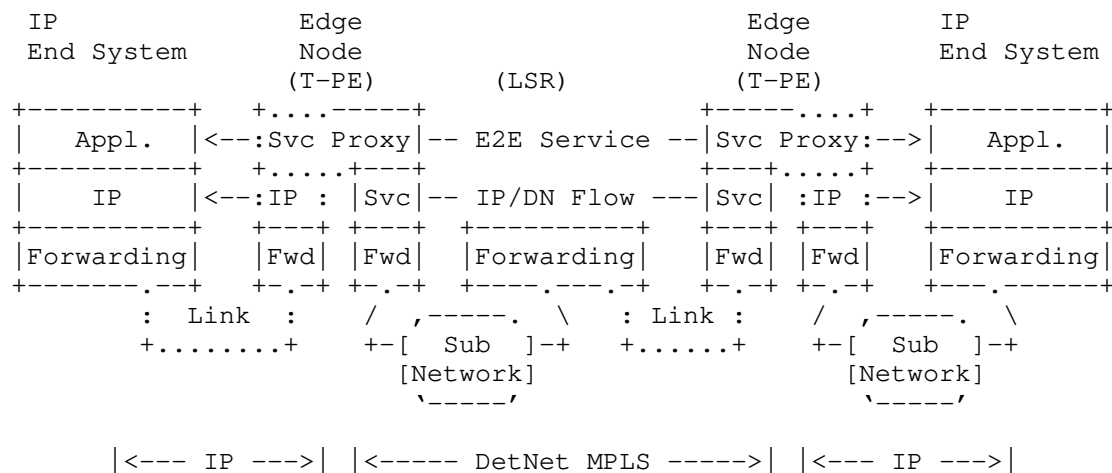 IP               Edge                        Edge         IP
 End System       Node                        Node         End System
                 (T-PE)       (LSR)          (T-PE)
+----------+   +....-----+                 +-----....+   +----------+
|   Appl.  |<--:Svc Proxy|-- E2E Service --|Svc Proxy:-->|   Appl.  |
+----------+   +.....+---+                 +---+.....+   +----------+
|    IP    |<--:IP : |Svc|-- IP/DN Flow ---|Svc| :IP :-->|    IP    |
+----------+   +---+ +---+  +----------+   +---+ +---+   +----------+
|Forwarding|   |Fwd| |Fwd|  |Forwarding|   |Fwd| |Fwd|   |Forwarding|
+-------.--+   +-.-+ +-.-+  +----.---.-+   +-.-+ +-.-+   +---.------+
        :  Link  :    /  ,-----.  \   : Link :    /  ,-----.  \
        +........+    +-[  Sub  ]-+   +......+    +-[  Sub  ]-+
                        [Network]                   [Network]
                         `-----'                     `-----'

      |<--- IP --->| |<----- DetNet MPLS ----->| |<--- IP --->|